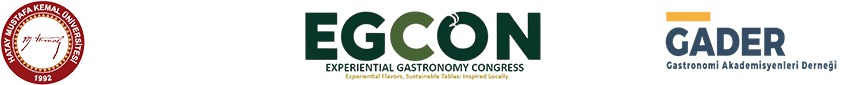 HATAY MUSTAFA KEMAL ÜNİVERSİTESİ
1992
EGCON
EXPERIENTIAL GASTRONOMY CONGRESS
Experiential Flavors, Sustainable Tables: Inspired Locally
GADER
Gastronomi Akademisyenleri Derneği